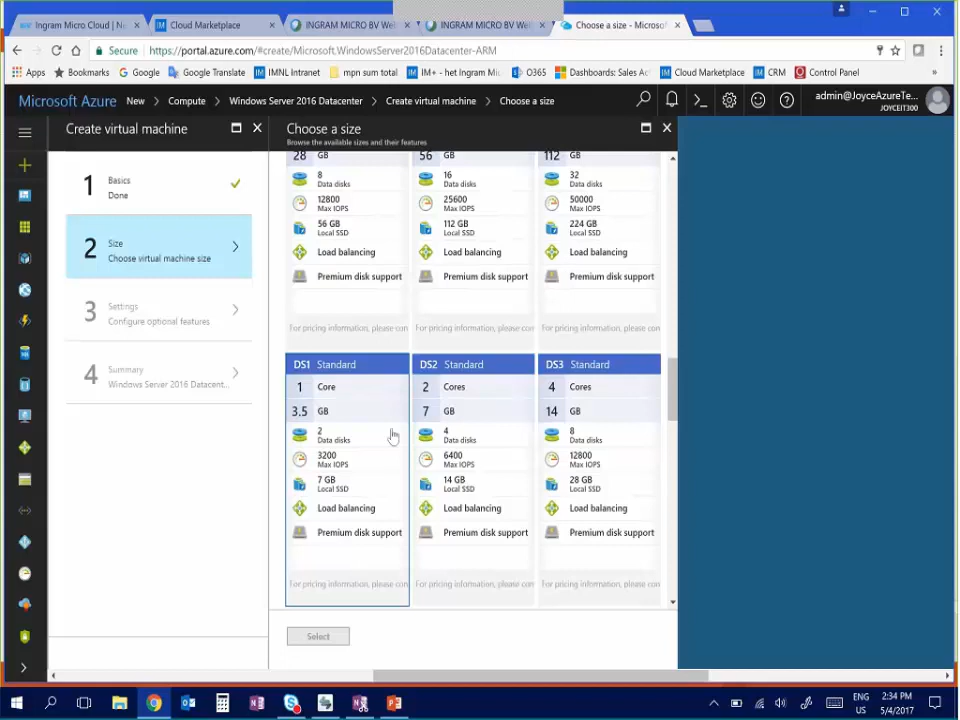 Ingram Micro Cloud | Ne
Cloud Marketplace
INGRAM MICRO BV Wel
INGRAM MICRO BV Wel
Choose a size - Microsof
Secure
https://portal.azure.com/#create/Microsoft.WindowsServer2016Datacenter-ARM
Apps
Bookmarks
Google
Google Translate
IMNL Intranet
mpn sum total
IM+ - het Ingram Mi
O365
Dashboards: Sales Ac
Cloud Marketplace
CRM
Control Panel
»
Microsoft Azure
New
Compute
Windows Server 2016 Datacenter
Create virtual machine
Choose a size
admin@JoyceAzureTe...
JOYCEIT300
Create virtual machine
1
Basics
Done
2
Size
Choose virtual machine size
3
Settings
Configure optional features
4
Summary
Windows Server 2016 Datacent...
Choose a size
Browse the available sizes and their features
28 GB
8
Data disks
12800
Max IOPS
56 GB
Local SSD
Load balancing
Premium disk support
For pricing information, please con
56 GB
16
Data disks
25600
Max IOPS
112 GB
Local SSD
Load balancing
Premium disk support
For pricing information, please con
112 GB
32
Data disks
50000
Max IOPS
224 GB
Local SSD
Load balancing
Premium disk support
For pricing information, please con
DS1 Standard
1 Core
3.5 GB
2
Data disks
3200
Max IOPS
7 GB
Local SSD
Load balancing
Premium disk support
For pricing information, please con
DS2 Standard
2 Cores
7 GB
4
Data disks
6400
Max IOPS
14 GB
Local SSD
Load balancing
Premium disk support
For pricing information, please con
DS3 Standard
4 Cores
14 GB
8
Data disks
12800
Max IOPS
28 GB
Local SSD
Load balancing
Premium disk support
For pricing information, please con
Select
ENG
US
2:34 PM
5/4/2017